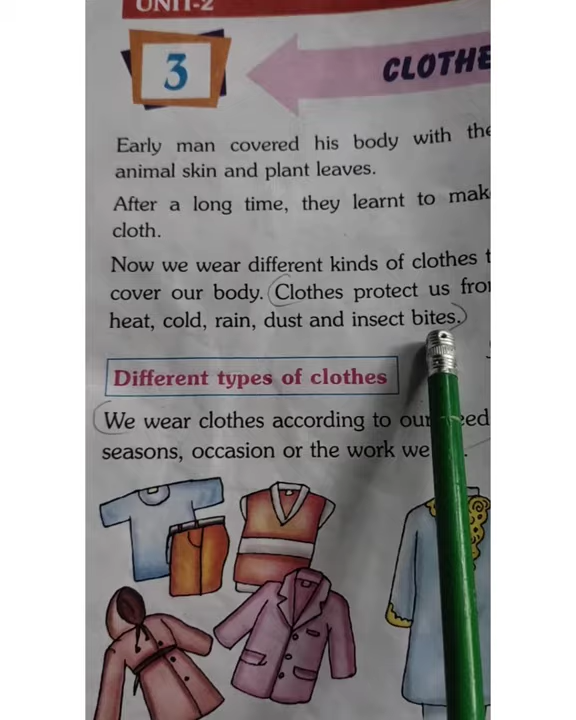 UNIT-2
3
CLOTHE
Early man covered his body with the
animal skin and plant leaves.
After a long time, they learnt to mak
cloth.
Now we wear different kinds of clothes t
cover our body. Clothes protect us fro
heat, cold, rain, dust and insect bites.
Different types of clothes
We wear clothes according to our eed
seasons, occasion or the work we .